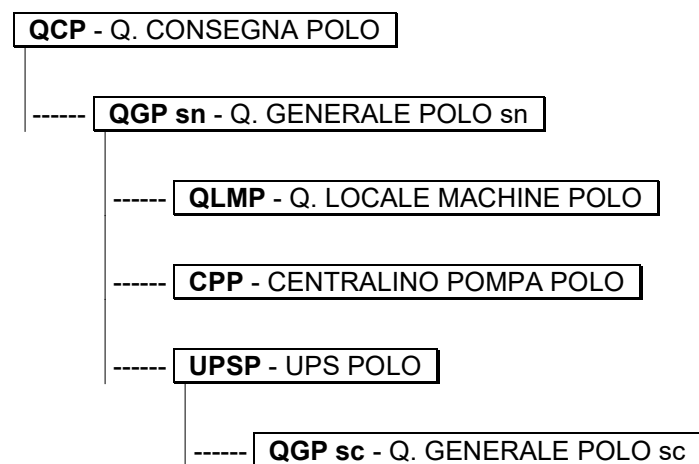 QCP - Q. CONSEGNA POLO
QGP sn - Q. GENERALE POLO sn
QLMP - Q. LOCALE MACHINE POLO
CPP - CENTRALINO POMPA POLO
UPSP - UPS POLO
QGP sc - Q. GENERALE POLO sc